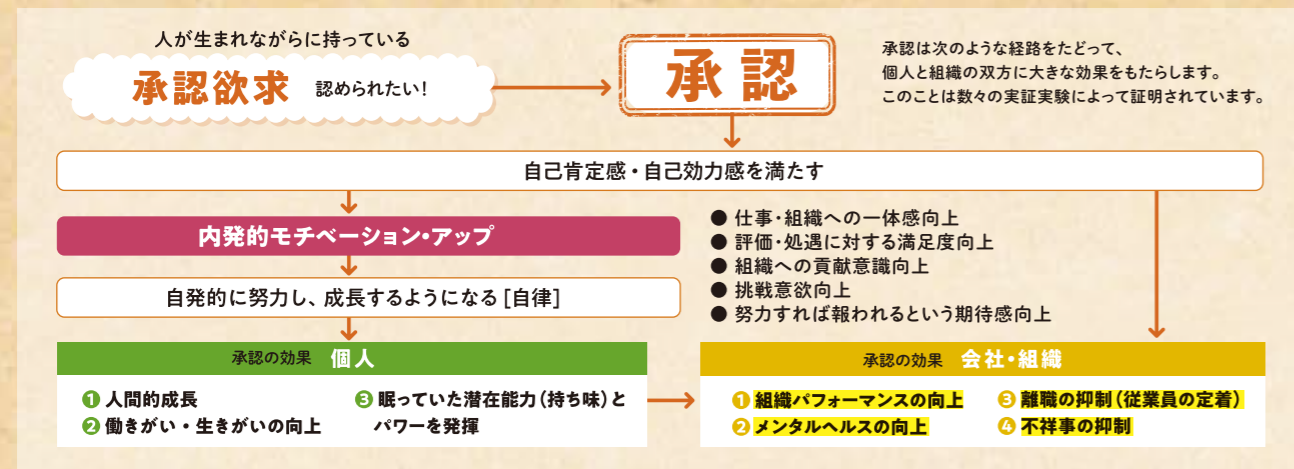 人が生まれながらに持っている
承認欲求 認められたい！
承認
承認は次のような経路をたどって、
個人と組織の双方に大きな効果をもたらします。
このことは数々の実証実験によって証明されています。
自己肯定感・自己効力感を満たす
内発的モチベーション・アップ
自発的に努力し、成長するようになる［自律］
● 仕事・組織への一体感向上
● 評価・処遇に対する満足度向上
● 組織への貢献意識向上
● 挑戦意欲向上
● 努力すれば報われるという期待感向上
承認の効果 個人
❶ 人間的成長
❷ 働きがい・生きがいの向上
❸ 眠っていた潜在能力（持ち味）と
パワーを発揮
承認の効果 会社・組織
❶ 組織パフォーマンスの向上
❷ メンタルヘルスの向上
❸ 離職の抑制（従業員の定着）
❹ 不祥事の抑制